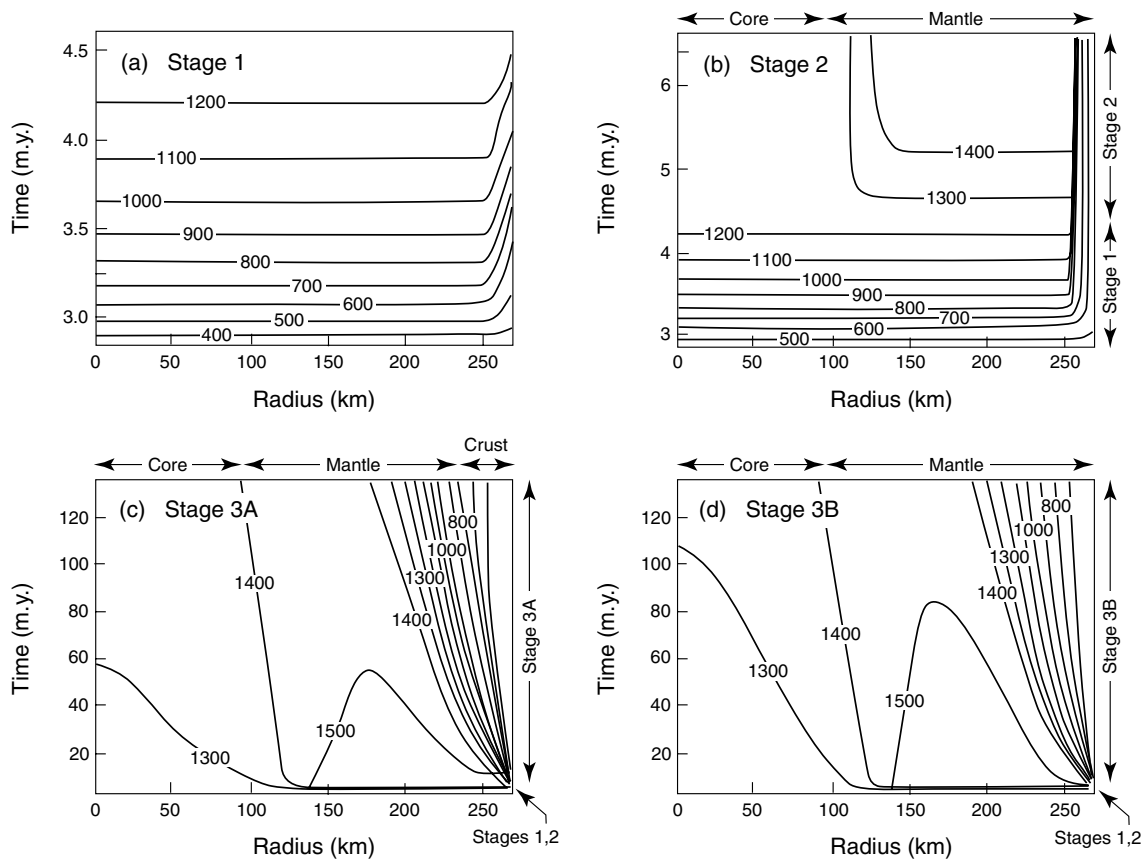 (a) Stage 1
Time (m.y.)
4.5
4.0
3.5
3.0
1200
1100
1000
900
800
700
600
500
400
0 50 100 150 200 250
Radius (km)
Core Mantle
(b) Stage 2
Time (m.y.)
6
5
4
3
1400
1300
1200
1100
1000
900
800
700
600
500
Stage 2
Stage 1
0 50 100 150 200 250
Radius (km)
Crust
Core Mantle
(c) Stage 3A
Time (m.y.)
120
100
80
60
40
20
800
1000
1300
1400
1400
1500
1300
Stage 3A
0 50 100 150 200 250
Stages 1,2
Radius (km)
Core Mantle
(d) Stage 3B
Time (m.y.)
120
100
80
60
40
20
800
1000
1300
1400
1400
1500
1300
Stage 3B
0 50 100 150 200 250
Stages 1,2
Radius (km)